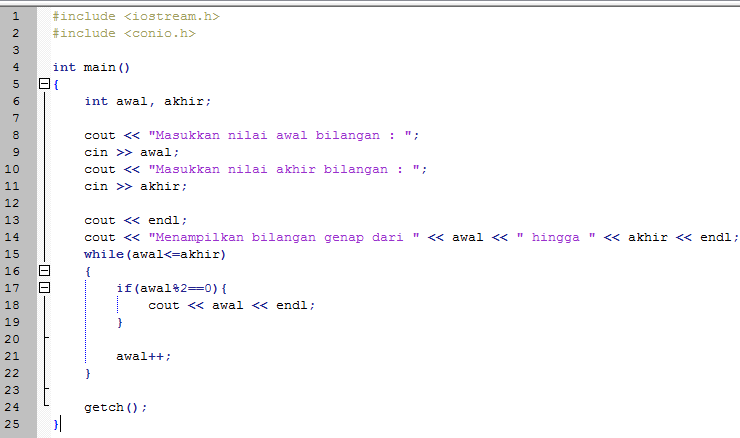 1 #include <iostream.h>
2 #include <conio.h>
3
4 int main()
5 {
6 int awal, akhir;
7
8 cout << "Masukkan nilai awal bilangan : ";
9 cin >> awal;
10 cout << "Masukkan nilai akhir bilangan : ";
11 cin >> akhir;
12
13 cout << endl;
14 cout << "Menampilkan bilangan genap dari " << awal << " hingga " << akhir << endl;
15 while(awal<=akhir)
16 {
17 if(awal%2==0){
18 cout << awal << endl;
19 }
20
21 awal++;
22 }
23
24 getch();
25 }